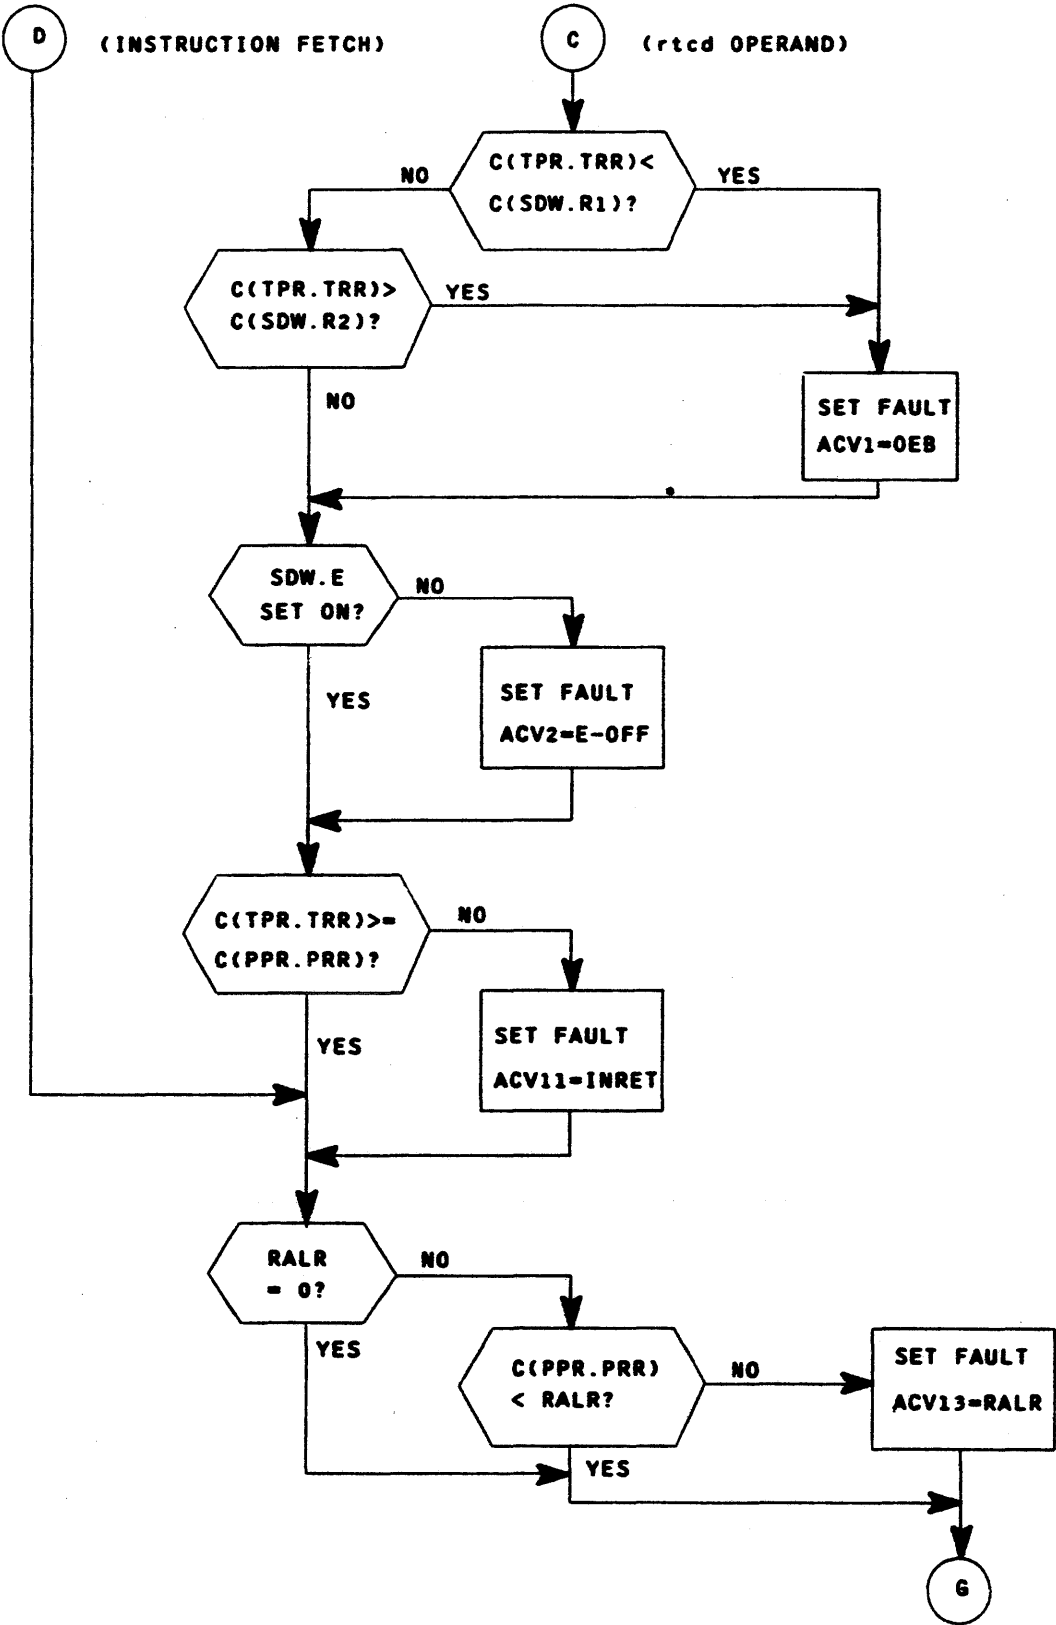 D
(INSTRUCTION FETCH)
C
(rtcd OPERAND)
C(TPR.TRR)<
C(SDW.R1)?
NO
YES
C(TPR.TRR)>
C(SDW.R2)?
YES
NO
SET FAULT
ACV1=OEB
SDW.E
SET ON?
NO
YES
SET FAULT
ACV2=E-OFF
C(TPR.TRR)>=
C(PPR.PRR)?
NO
YES
SET FAULT
ACV11=INRET
RALR
= 0?
NO
YES
C(PPR.PRR)
< RALR?
NO
YES
SET FAULT
ACV13=RALR
G